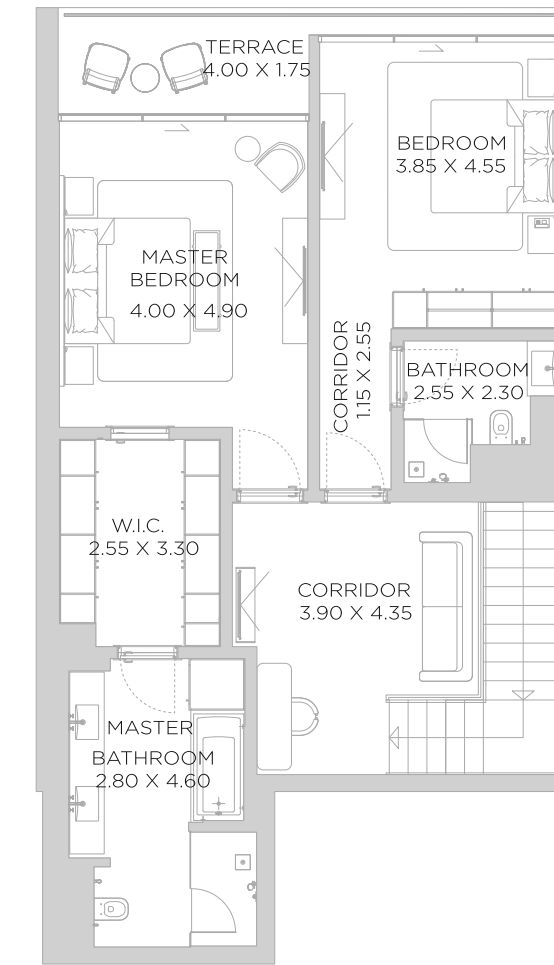 TERRACE
4.00 X 1.75
BEDROOM
3.85 X 4.55
MASTER
BEDROOM
4.00 X 4.90
CORRIDOR
1.15 X 2.55
BATHROOM
2.55 X 2.30
W.I.C.
2.55 X 3.30
CORRIDOR
3.90 X 4.35
MASTER
BATHROOM
2.80 X 4.60